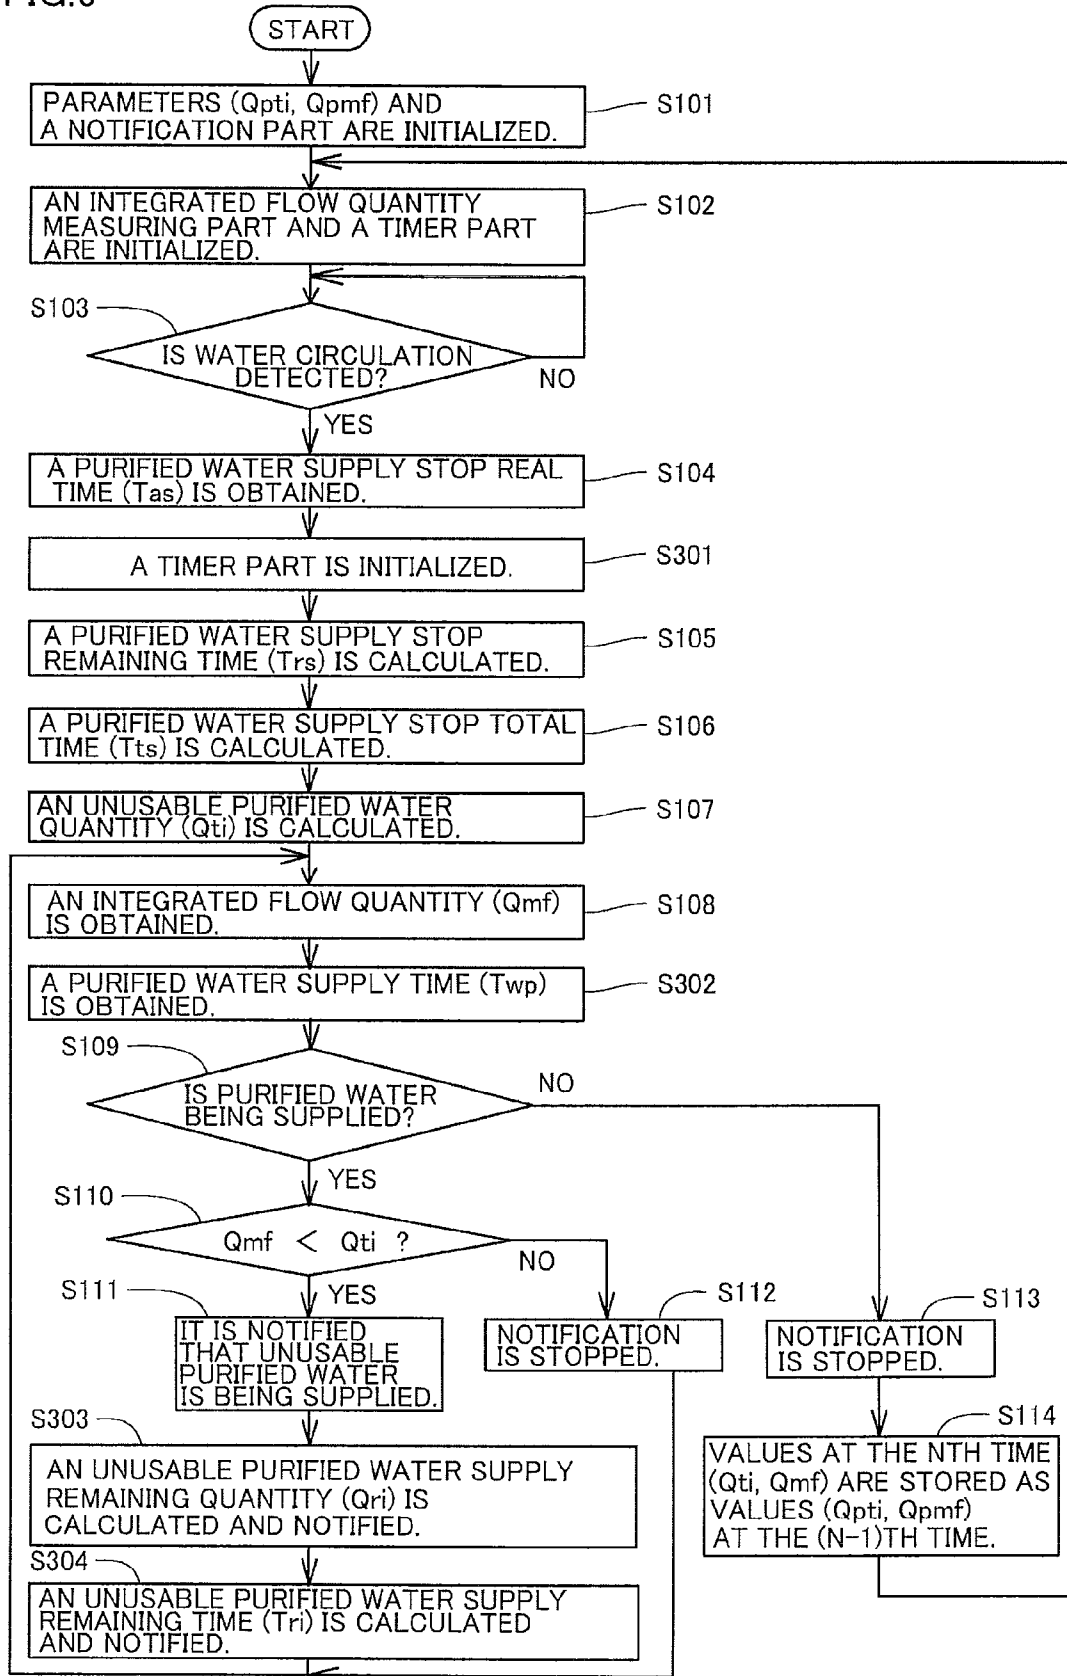 START
PARAMETERS (Qpti, Qpmf) AND
A NOTIFICATION PART ARE INITIALIZED.
S101
AN INTEGRATED FLOW QUANTITY
MEASURING PART AND A TIMER PART
ARE INITIALIZED.
S102
S103
IS WATER CIRCULATION
DETECTED?
NO
YES
A PURIFIED WATER SUPPLY STOP REAL
TIME (Tas) IS OBTAINED.
S104
A TIMER PART IS INITIALIZED.
S301
A PURIFIED WATER SUPPLY STOP
REMAINING TIME (Trs) IS CALCULATED.
S105
A PURIFIED WATER SUPPLY STOP TOTAL
TIME (Tts) IS CALCULATED.
S106
AN UNUSABLE PURIFIED WATER
QUANTITY (Qti) IS CALCULATED.
S107
AN INTEGRATED FLOW QUANTITY (Qmf)
IS OBTAINED.
S108
A PURIFIED WATER SUPPLY TIME (Twp)
IS OBTAINED.
S302
S109
IS PURIFIED WATER
BEING SUPPLIED?
NO
YES
S110
Qmf < Qti ?
NO
YES
S111
IT IS NOTIFIED
THAT UNUSABLE
PURIFIED WATER
IS BEING SUPPLIED.
S112
NOTIFICATION
IS STOPPED.
S113
NOTIFICATION
IS STOPPED.
S114
VALUES AT THE NTH TIME
(Qti, Qmf) ARE STORED AS
VALUES (Qpti, Qpmf)
AT THE (N-1)TH TIME.
S303
AN UNUSABLE PURIFIED WATER SUPPLY
REMAINING QUANTITY (Qri) IS
CALCULATED AND NOTIFIED.
S304
AN UNUSABLE PURIFIED WATER SUPPLY
REMAINING TIME (Tri) IS CALCULATED
AND NOTIFIED.